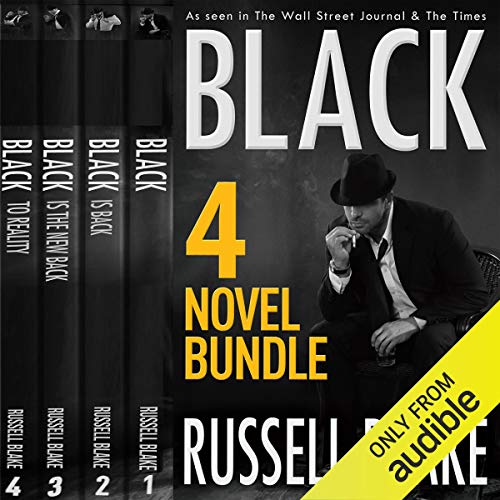 As seen in The Wall Street Journal & The Times
BLACK
4
NOVEL
BUNDLE
RUSSELL BLAKE
ONLY FROM
audible
BLACK
TO REALITY
RUSSELL BLAKE
4
BLACK
IS THE NEW BACK
RUSSELL BLAKE
3
BLACK
IS BACK
RUSSELL BLAKE
2
BLACK
RUSSELL BLAKE
1